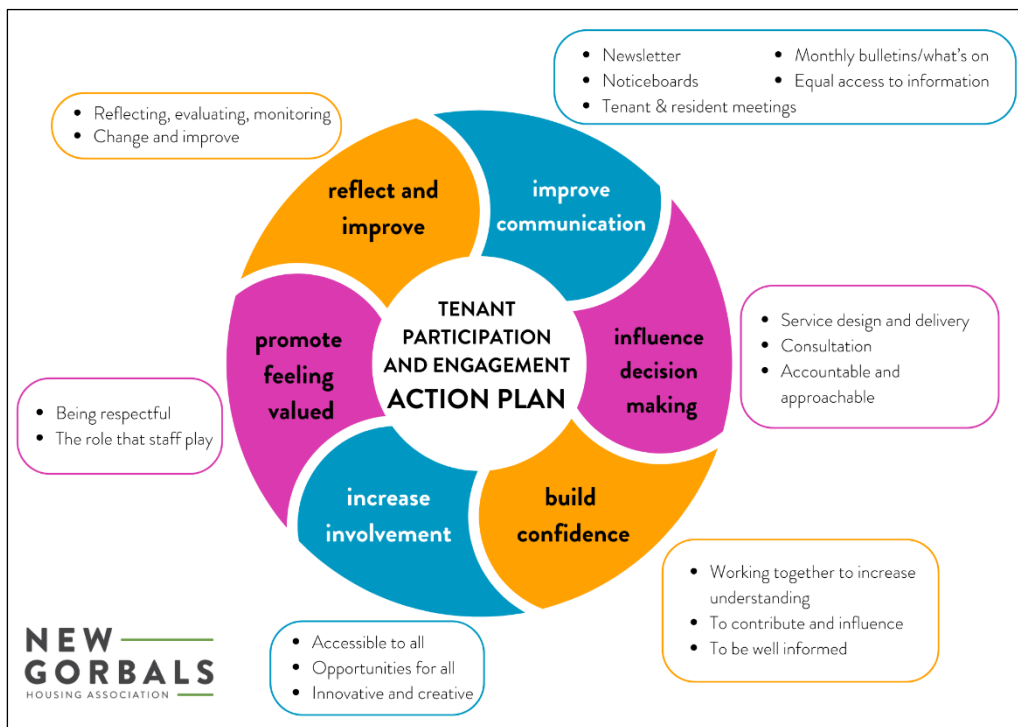 • Newsletter
• Noticeboards
• Tenant & resident meetings
• Monthly bulletins/what's on
• Equal access to information
• Reflecting, evaluating, monitoring
• Change and improve
reflect and
improve
improve
communication
TENANT
PARTICIPATION
AND ENGAGEMENT
ACTION PLAN
promote
feeling
valued
influence
decision
making
• Service design and delivery
• Consultation
• Accountable and
approachable
• Being respectful
• The role that staff play
increase
involvement
build
confidence
• Working together to increase
understanding
• To contribute and influence
• To be well informed
• Accessible to all
• Opportunities for all
• Innovative and creative
NEW
GORBALS
HOUSING ASSOCIATION